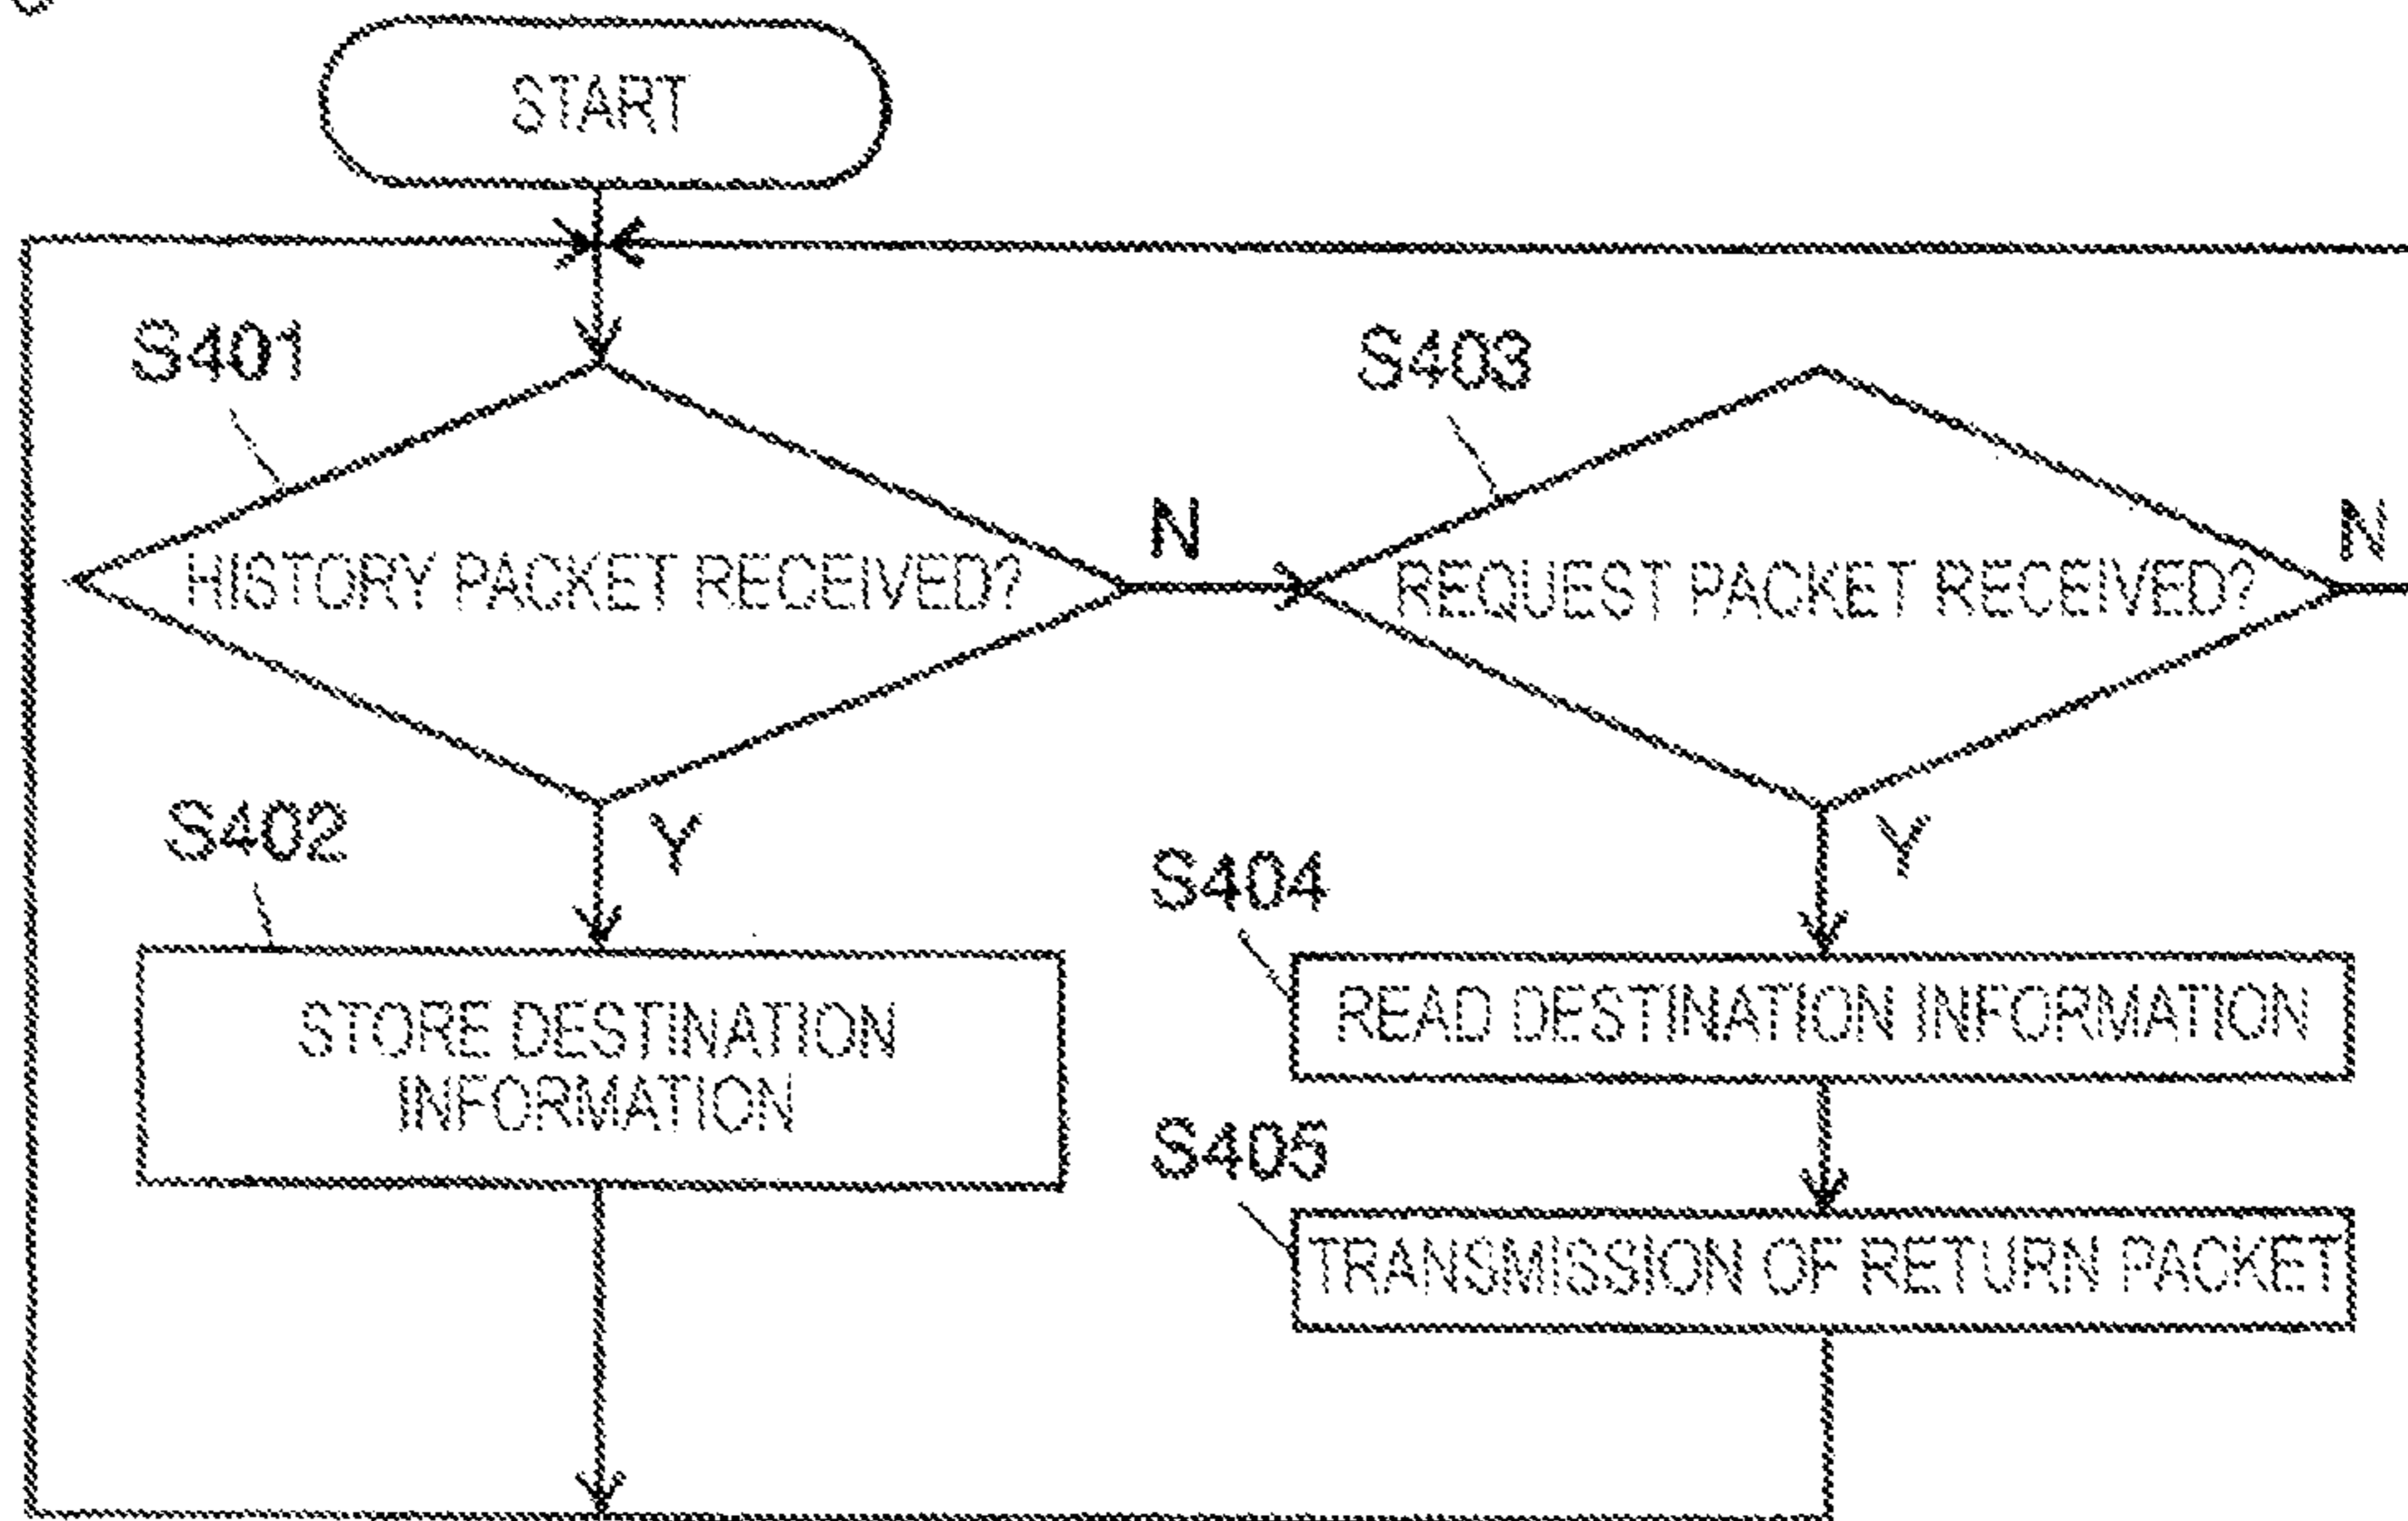 START
S401
HISTORY PACKET RECEIVED?
N
S403
REQUEST PACKET RECEIVED?
N
Y
S402
STORE DESTINATION
INFORMATION
Y
S404
READ DESTINATION INFORMATION
S405
TRANSMISSION OF RETURN PACKET